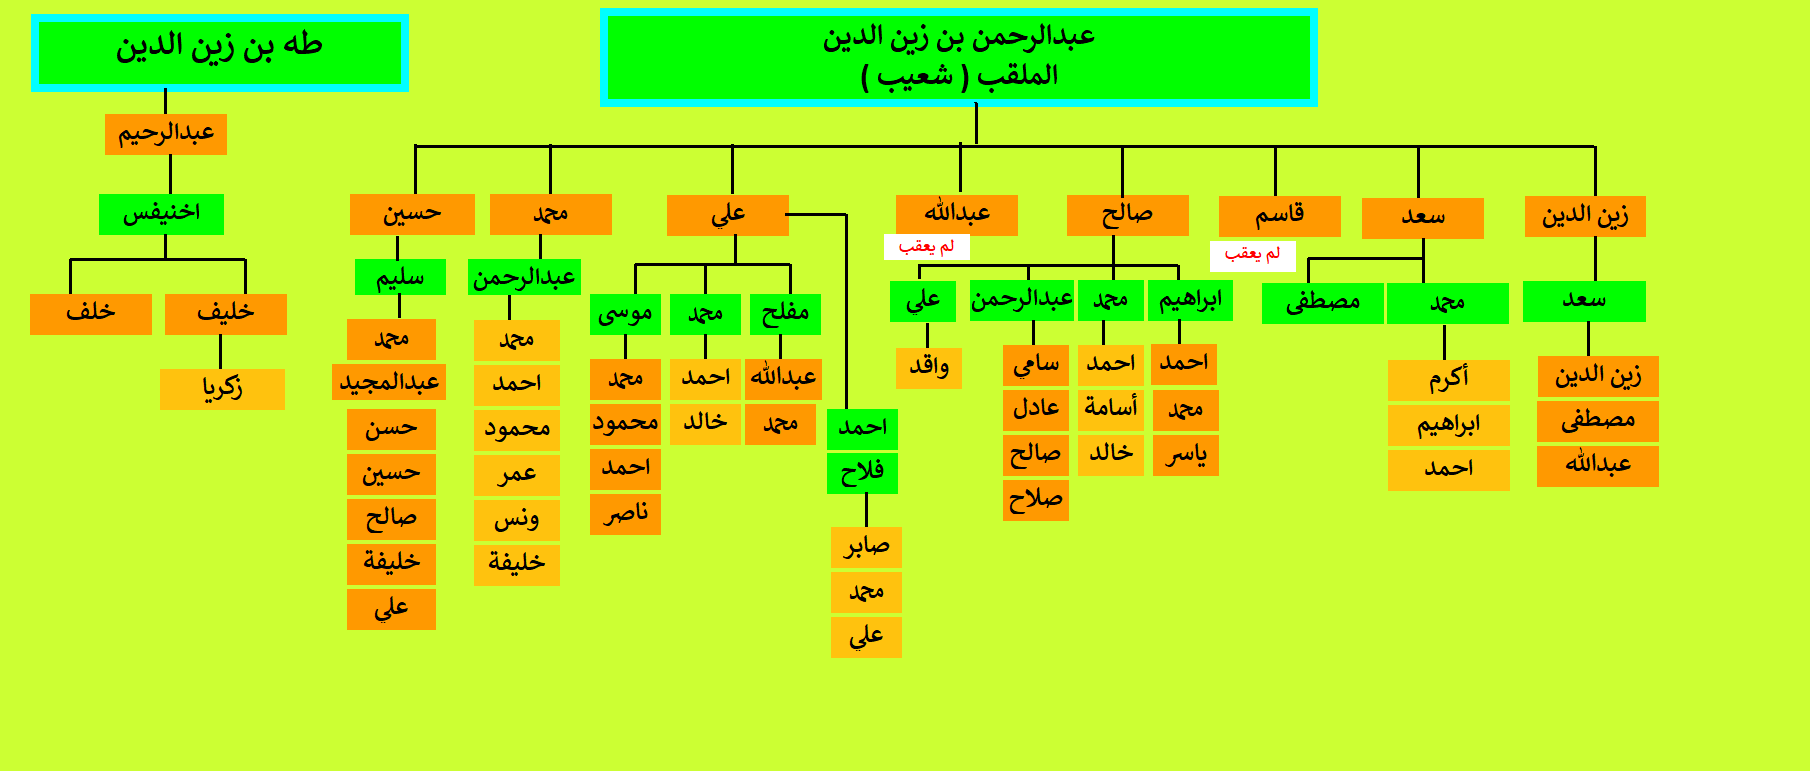 عبدالرحمن بن زين الدين
الملقب ( شعيب )
زين الدين
سعد
قاسم
صالح
عبدالله
علي
محمد
حسين
لم يعقب
لم يعقب
سعد
زين الدين
مصطفى
عبدالله
محمد
مصطفى
أكرم
ابراهيم
احمد
ابراهيم
محمد
عبدالرحمن
علي
احمد
محمد
ياسر
احمد
أسامة
خالد
سامي
عادل
صالح
صلاح
واقد
احمد
فلاح
صابر
محمد
علي
مفلح
محمد
موسى
عبدالله
محمد
احمد
خالد
محمد
محمود
احمد
ناصر
عبدالرحمن
محمد
احمد
محمود
عمر
ونس
خليفة
سليم
محمد
عبدالمجيد
حسن
حسين
صالح
خليفة
علي
طه بن زين الدين
عبدالرحيم
اخنيفس
خليف
خلف
زكريا